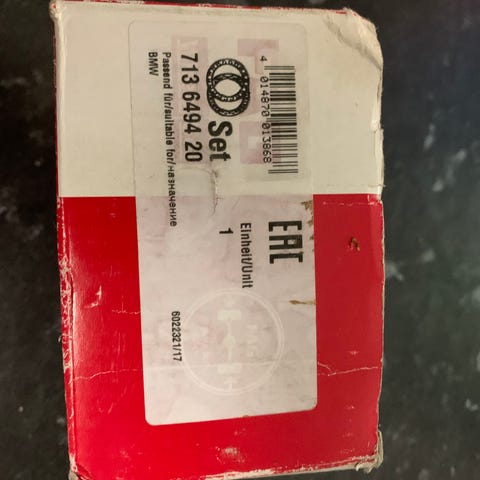 4 014870 013868
Set
713 6494 20
Passend für/suitable for/назначение
BMW
EAC
Einheit/Unit
1
6022321/17